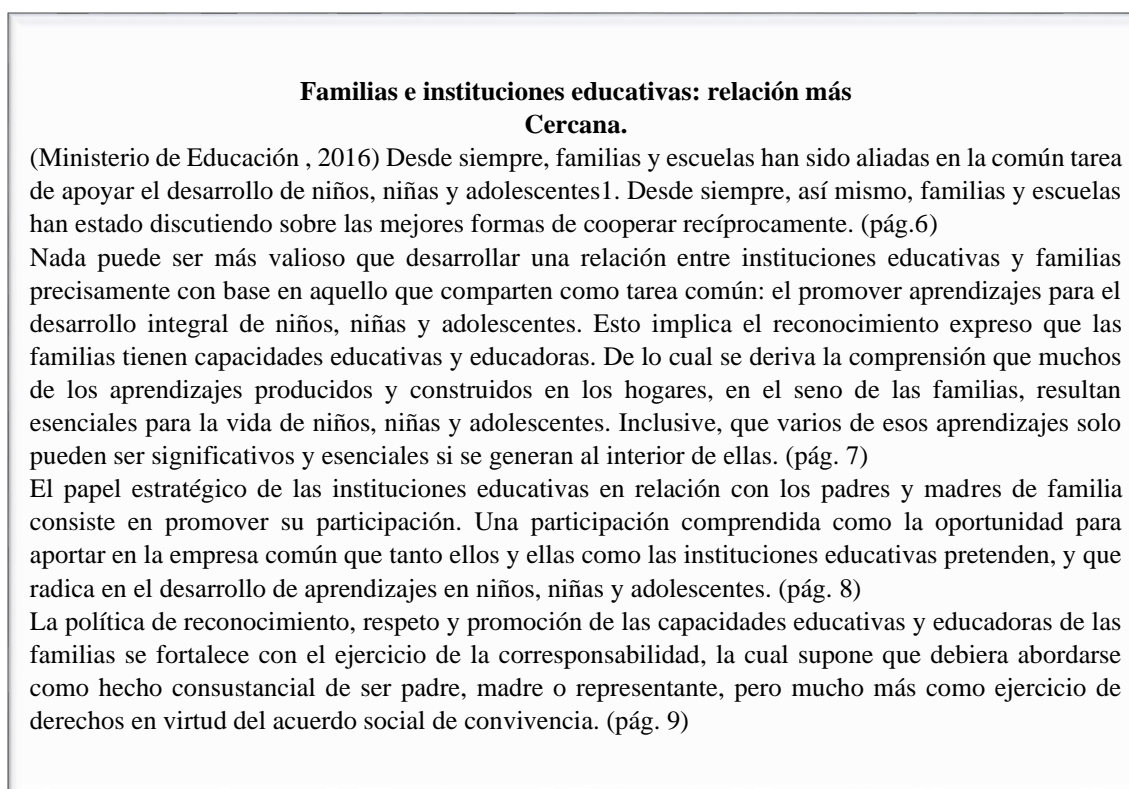 Familias e instituciones educativas: relación más
Cercana.
(Ministerio de Educación , 2016) Desde siempre, familias y escuelas han sido aliadas en la común tarea
de apoyar el desarrollo de niños, niñas y adolescentes1. Desde siempre, así mismo, familias y escuelas
han estado discutiendo sobre las mejores formas de cooperar recíprocamente. (pág.6)
Nada puede ser más valioso que desarrollar una relación entre instituciones educativas y familias
precisamente con base en aquello que comparten como tarea común: el promover aprendizajes para el
desarrollo integral de niños, niñas y adolescentes. Esto implica el reconocimiento expreso que las
familias tienen capacidades educativas y educadoras. De lo cual se deriva la comprensión que muchos
de los aprendizajes producidos y construidos en los hogares, en el seno de las familias, resultan
esenciales para la vida de niños, niñas y adolescentes. Inclusive, que varios de esos aprendizajes solo
pueden ser significativos y esenciales si se generan al interior de ellas. (pág. 7)
El papel estratégico de las instituciones educativas en relación con los padres y madres de familia
consiste en promover su participación. Una participación comprendida como la oportunidad para
aportar en la empresa común que tanto ellos y ellas como las instituciones educativas pretenden, y que
radica en el desarrollo de aprendizajes en niños, niñas y adolescentes. (pág. 8)
La política de reconocimiento, respeto y promoción de las capacidades educativas y educadoras de las
familias se fortalece con el ejercicio de la corresponsabilidad, la cual supone que debiera abordarse
como hecho consustancial de ser padre, madre o representante, pero mucho más como ejercicio de
derechos en virtud del acuerdo social de convivencia. (pág. 9)